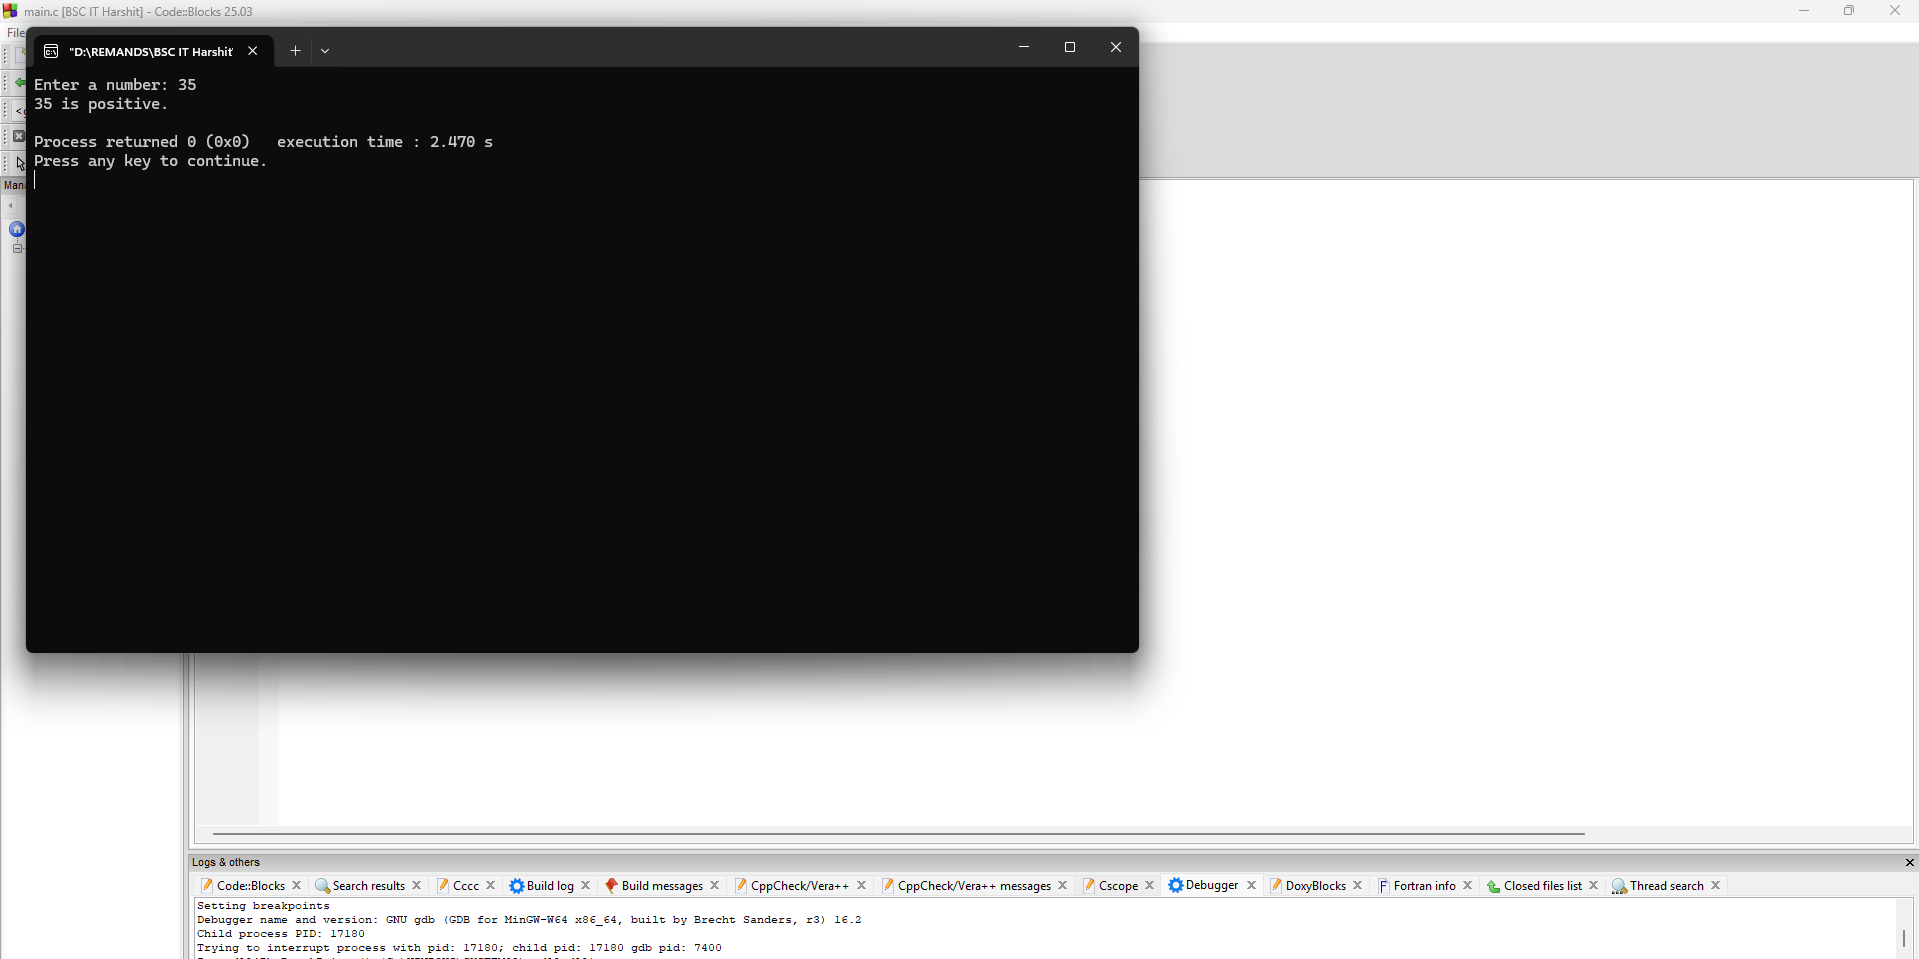 main.c [BSC IT Harshit] - Code::Blocks 25.03
File
"D:\REMANDS\BSC IT Harshit'
Enter a number: 35
35 is positive.
Process returned 0 (0x0)   execution time : 2.470 s
Press any key to continue.
Logs & others
Code::Blocks
Search results
Cccc
Build log
Build messages
CppCheck/Vera++
CppCheck/Vera++ messages
Cscope
Debugger
DoxyBlocks
Fortran info
Closed files list
Thread search
Setting breakpoints
Debugger name and version: GNU gdb (GDB for MinGW-W64 x86_64, built by Brecht Sanders, r3) 16.2
Child process PID: 17180
Trying to interrupt process with pid: 17180; child pid: 17180 gdb pid: 7400